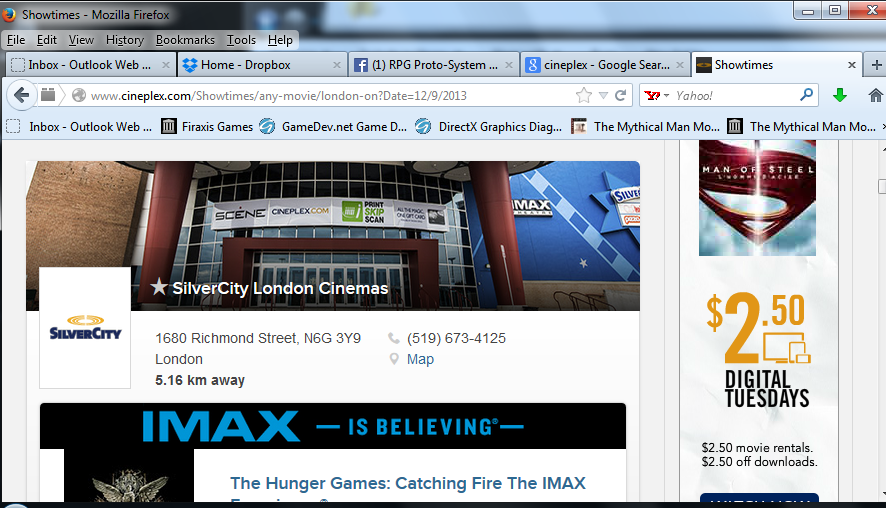 Showtimes - Mozilla Firefox
File Edit View History Bookmarks Tools Help
Inbox - Outlook Web ... Home - Dropbox (1) RPG Proto-System ... cineplex - Google Sear... Showtimes
www.cineplex.com/Showtimes/any-movie/london-on?Date=12/9/2013 Yahoo!
Inbox - Outlook Web ... Firaxis Games GameDev.net Game D... DirectX Graphics Diag... The Mythical Man Mo... The Mythical Man Mo...
SCÈNE CINEPLEX.COM PRINT SKIP SCAN
IMAX
SilverCity London Cinemas
SILVERCITY
1680 Richmond Street, N6G 3Y9 (519) 673-4125
London Map
5.16 km away
IMAX — IS BELIEVING® —
The Hunger Games: Catching Fire The IMAX
MAN OF STEEL
L'HOMME D'ACIER
$2.50
DIGITAL
TUESDAYS
$2.50 movie rentals.
$2.50 off downloads.